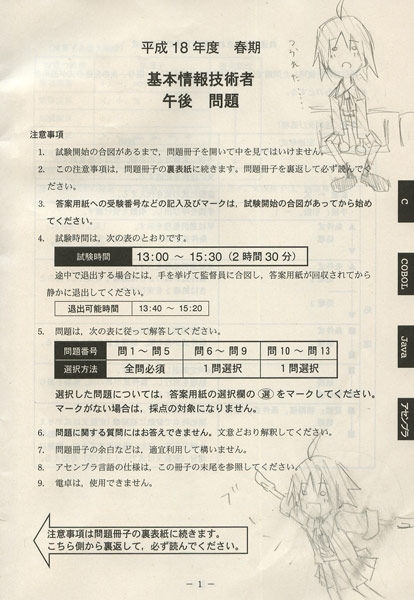 平成 18 年度　春期
基本情報技術者
午後　問題
つかれた…
注意事項
1. 試験開始の合図があるまで，問題冊子を開いて中を見てはいけません。
2. この注意事項は，問題冊子の裏表紙に続きます。問題冊子を裏返して必ず読んでく
ださい。
3. 答案用紙への受験番号などの記入及びマークは，試験開始の合図があってから始め
てください。
4. 試験時間は，次の表のとおりです。
試験時間 13:00 ～ 15:30 (2 時間 30 分)
途中で退出する場合には，手を挙げて監督員に合図し，答案用紙が回収されてから
静かに退出してください。
退出可能時間 13:40 ～ 15:20
5. 問題は，次の表に従って解答してください。
問題番号 問 1 ～ 問 5 問 6 ～ 問 9 問 10 ～ 問 13
選択方法 全問必須 1 問選択 1 問選択
選択した問題については，答案用紙の選択欄の 選 をマークしてください。
マークがない場合は，採点の対象になりません。
6. 問題に関する質問にはお答えできません。文意どおり解釈してください。
7. 問題冊子の余白などは，適宜利用して構いません。
8. アセンブラ言語の仕様は，この冊子の末尾を参照してください。
9. 電卓は，使用できません。
注意事項は問題冊子の裏表紙に続きます。
こちら側から裏返して，必ず読んでください。
－ 1 －
C
COBOL
Java
アセンブラ